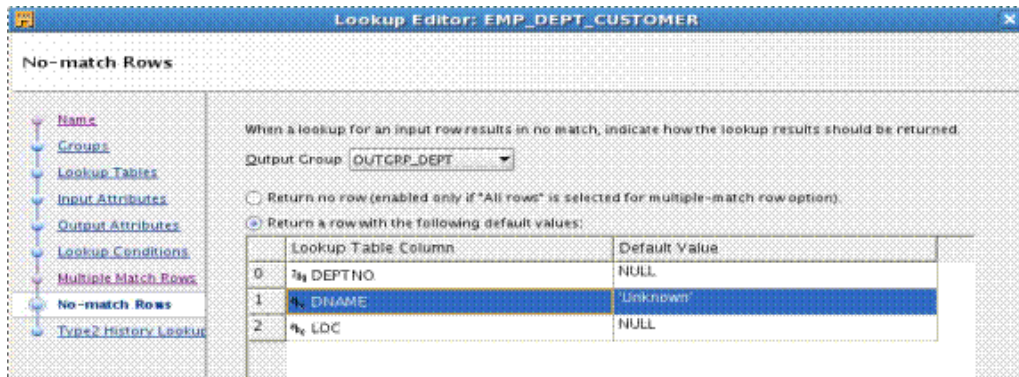 Lookup Editor: EMP_DEPT_CUSTOMER
No-match Rows
Name
Groups
Lookup Tables
Input Attributes
Output Attributes
Lookup Conditions
Multiple Match Rows
No-match Rows
Type2 History Lookup
When a lookup for an input row results in no match, indicate how the lookup results should be returned.
Output Group OUTGRP_DEPT
Return no row (enabled only if "All rows" is selected for multiple-match row option).
Return a row with the following default values:
Lookup Table Column Default Value
0 DEPTNO NULL
1 DNAME 'Unknown'
2 LOC NULL